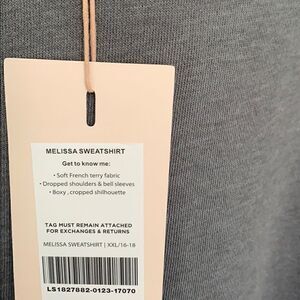 MELISSA SWEATSHIRT
Get to know me:
• Soft French terry fabric
• Dropped shoulders & bell sleeves
• Boxy , cropped shilhouette
TAG MUST REMAIN ATTACHED
FOR EXCHANGES & RETURNS
MELISSA SWEATSHIRT | XXL/16-18
LS1827882-0123-17070